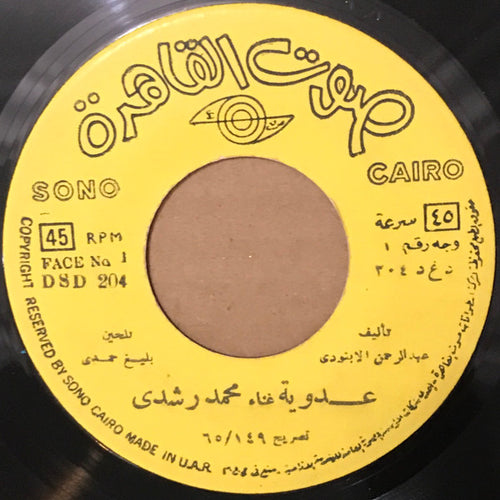 صوت القاهرة
SONO CAIRO
45 RPM
FACE No 1
DSD 204
٤٥ سرعة
وجه رقم ١
د غ د ٢٠٤
تأليف
عبد الرحمن الابنودى
تلحين
بليغ حمدى
عدوية غناء محمد رشدى
تصريح ٦٥/١٤٩
COPYRIGHT RESERVED BY SONO CAIRO MADE IN U.A.R